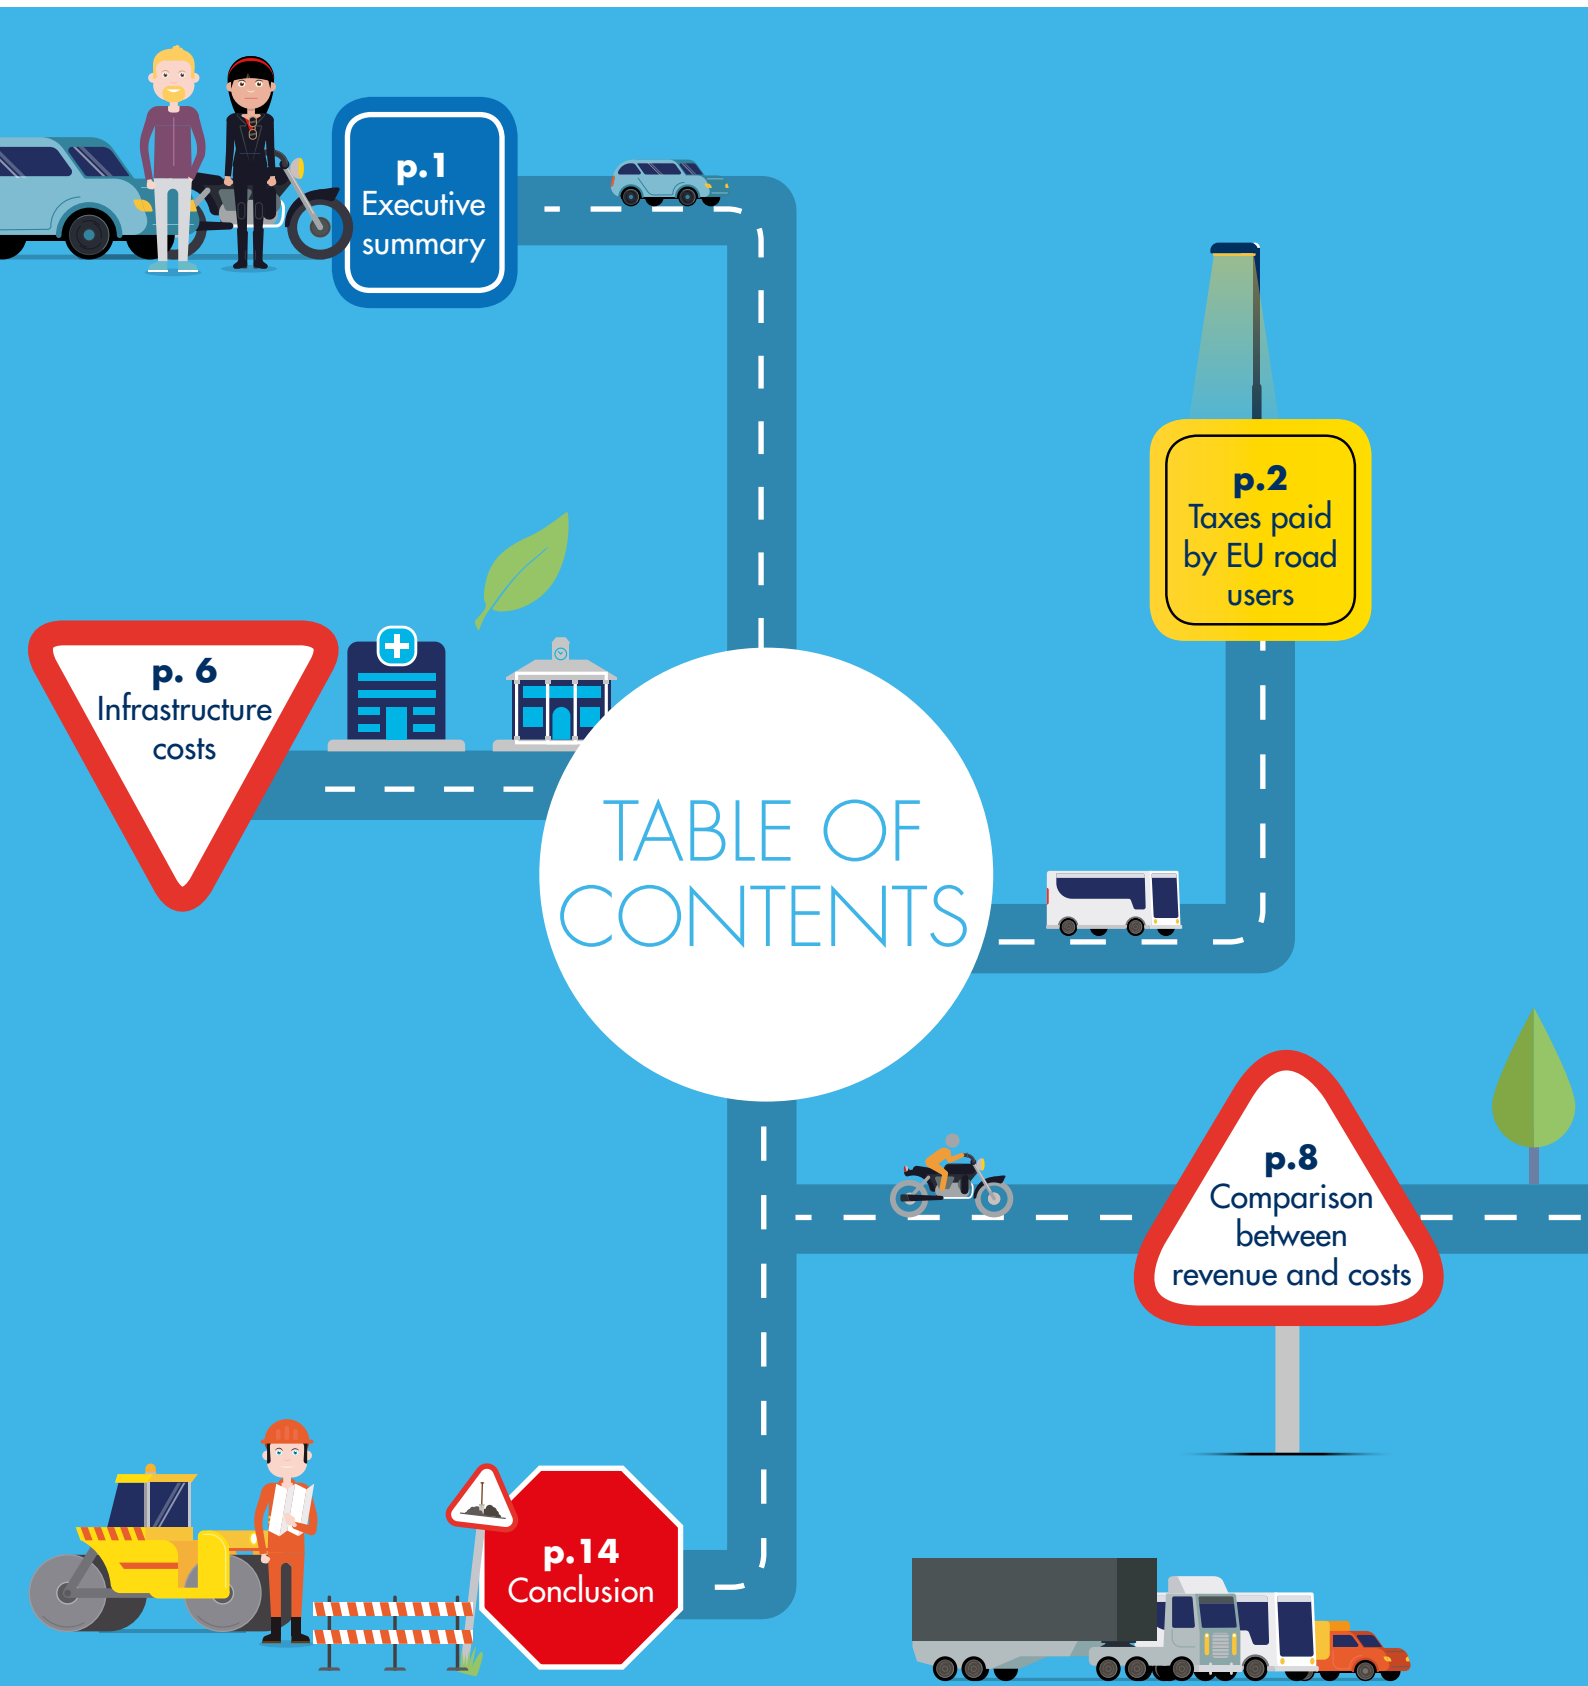 p.1
Executive
summary
p.2
Taxes paid
by EU road
users
p. 6
Infrastructure
costs
TABLE OF
CONTENTS
p.8
Comparison
between
revenue and costs
p.14
Conclusion